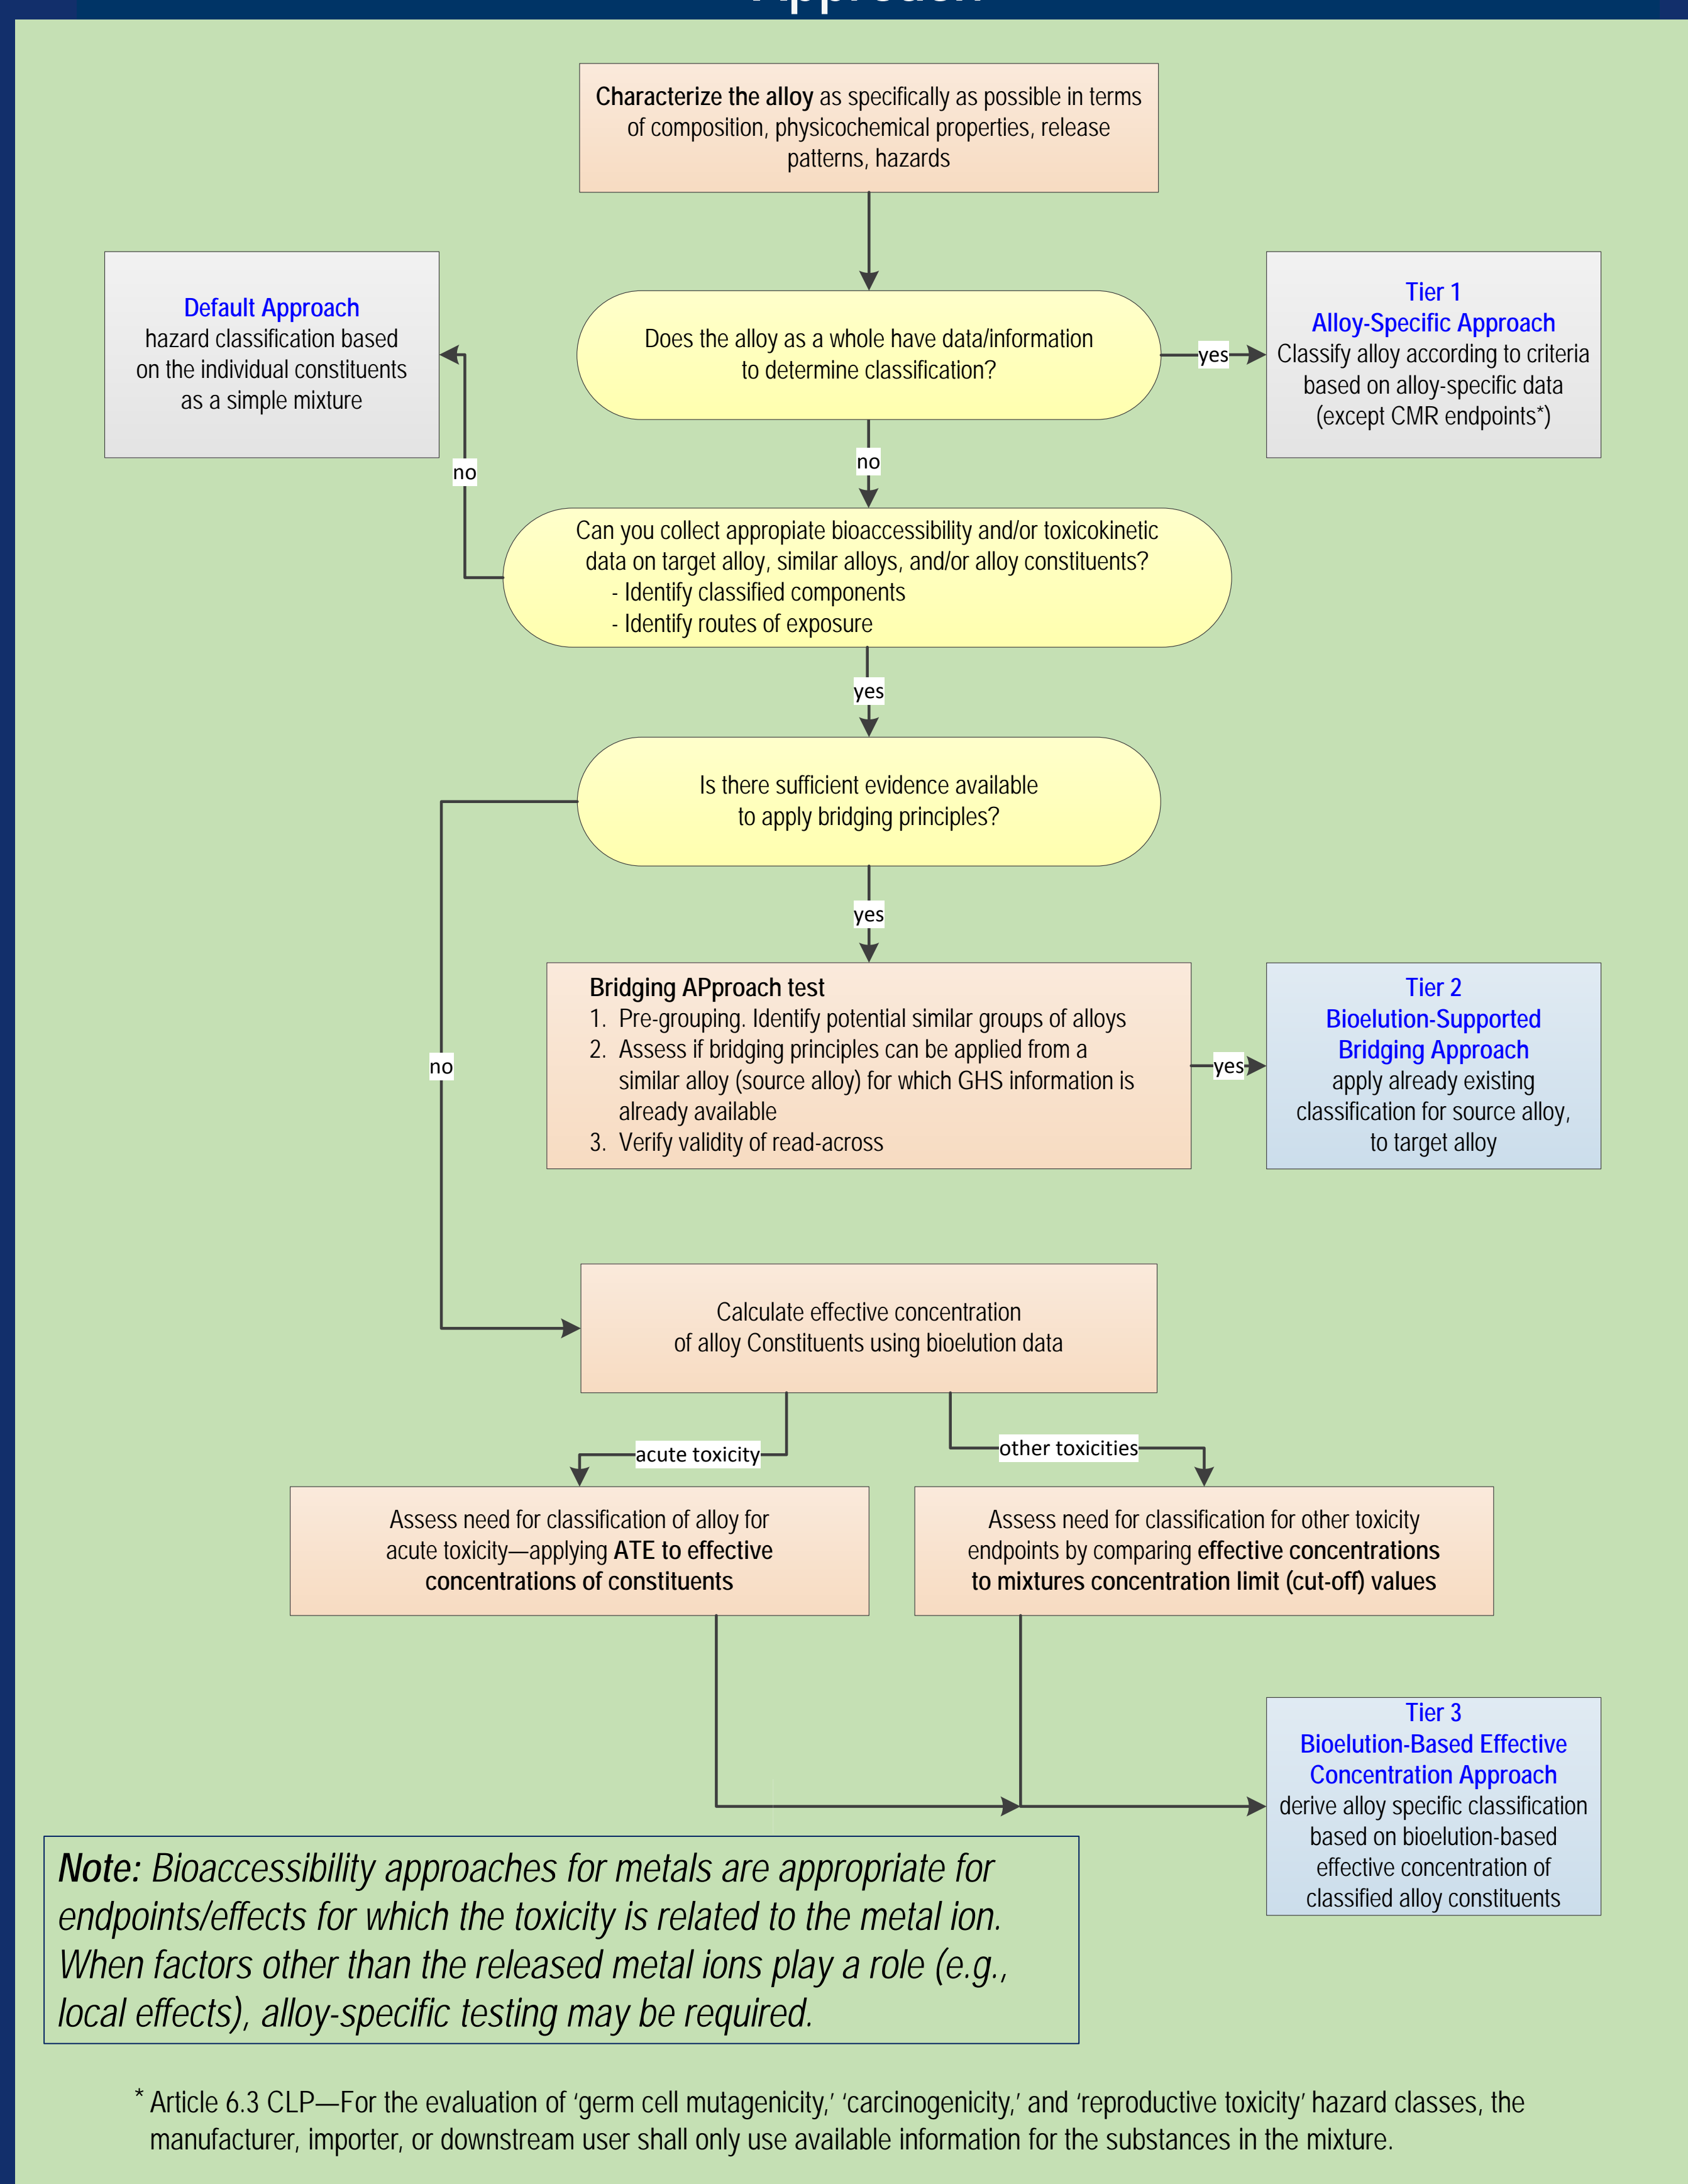 Approach
Characterize the alloy as specifically as possible in terms
of composition, physicochemical properties, release
patterns, hazards
Default Approach
hazard classification based
on the individual constituents
as a simple mixture
Does the alloy as a whole have data/information
to determine classification?
yes
Tier 1
Alloy-Specific Approach
Classify alloy according to criteria
based on alloy-specific data
(except CMR endpoints*)
no
no
Can you collect appropiate bioaccessibility and/or toxicokinetic
data on target alloy, similar alloys, and/or alloy constituents?
- Identify classified components
- Identify routes of exposure
yes
Is there sufficient evidence available
to apply bridging principles?
yes
no
Bridging APproach test
1. Pre-grouping. Identify potential similar groups of alloys
2. Assess if bridging principles can be applied from a
similar alloy (source alloy) for which GHS information is
already available
3. Verify validity of read-across
yes
Tier 2
Bioelution-Supported
Bridging Approach
apply already existing
classification for source alloy,
to target alloy
Calculate effective concentration
of alloy Constituents using bioelution data
acute toxicity
other toxicities
Assess need for classification of alloy for
acute toxicity—applying ATE to effective
concentrations of constituents
Assess need for classification for other toxicity
endpoints by comparing effective concentrations
to mixtures concentration limit (cut-off) values
Tier 3
Bioelution-Based Effective
Concentration Approach
derive alloy specific classification
based on bioelution-based
effective concentration of
classified alloy constituents
Note: Bioaccessibility approaches for metals are appropriate for
endpoints/effects for which the toxicity is related to the metal ion.
When factors other than the released metal ions play a role (e.g.,
local effects), alloy-specific testing may be required.
* Article 6.3 CLP—For the evaluation of ‘germ cell mutagenicity,’ ‘carcinogenicity,’ and ‘reproductive toxicity’ hazard classes, the
manufacturer, importer, or downstream user shall only use available information for the substances in the mixture.